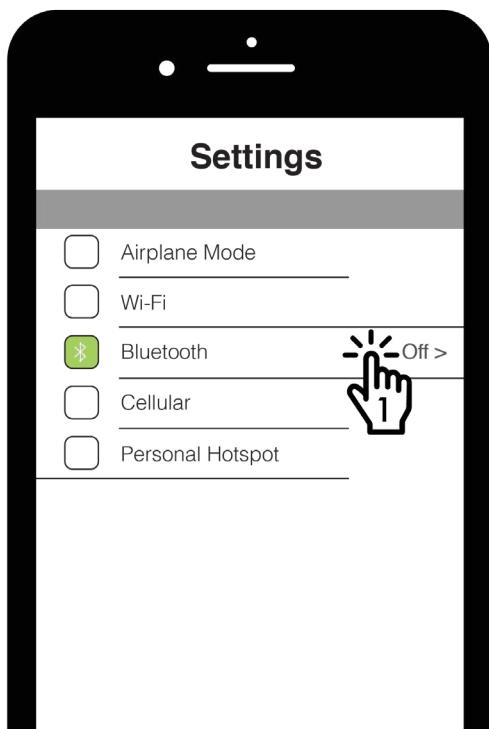 Settings
Airplane Mode
Wi-Fi
Bluetooth Off >
Cellular
Personal Hotspot
1